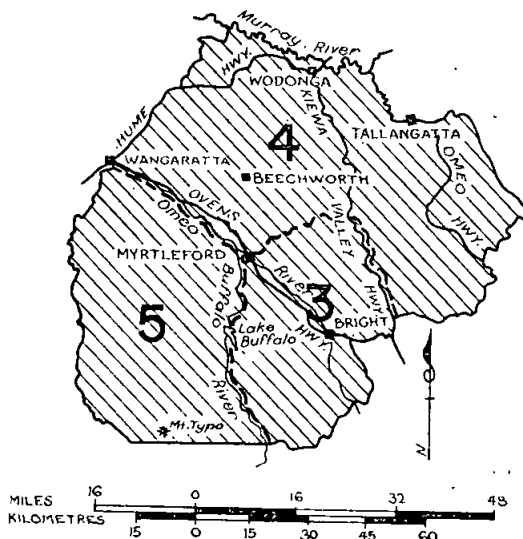 Murray River
HWY.
WODONGA
HUME
KIEWA
TALLANGATTA
4
WANGARATTA
BEECHWORTH
OMEO
OVENS
Omeo
VALLEY
HWY.
MYRTLEFORD
River
3
HWY
Buffalo
BRIGHT
5
Lake
Buffalo
HWY.
River
Mt. Typo
N
MILES 16 0 16 32 48
KILOMETRES 15 0 15 30 45 60